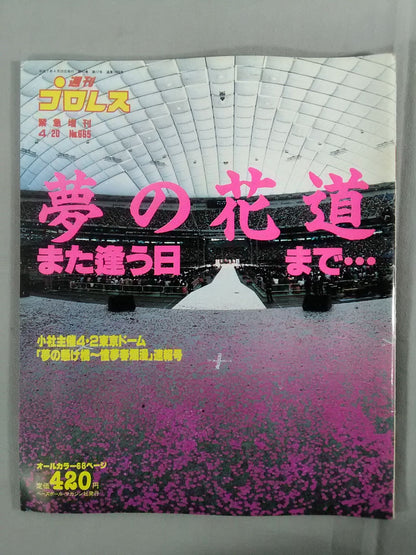 週刊
プロレス
緊急増刊
4/20 No.665
夢の花道
また逢う日 まで…
小社主催4・2東京ドーム
「夢の懸け橋〜憧夢春爛漫」速報号
オールカラー68ページ
定価420円
ベースボール・マガジン社発行